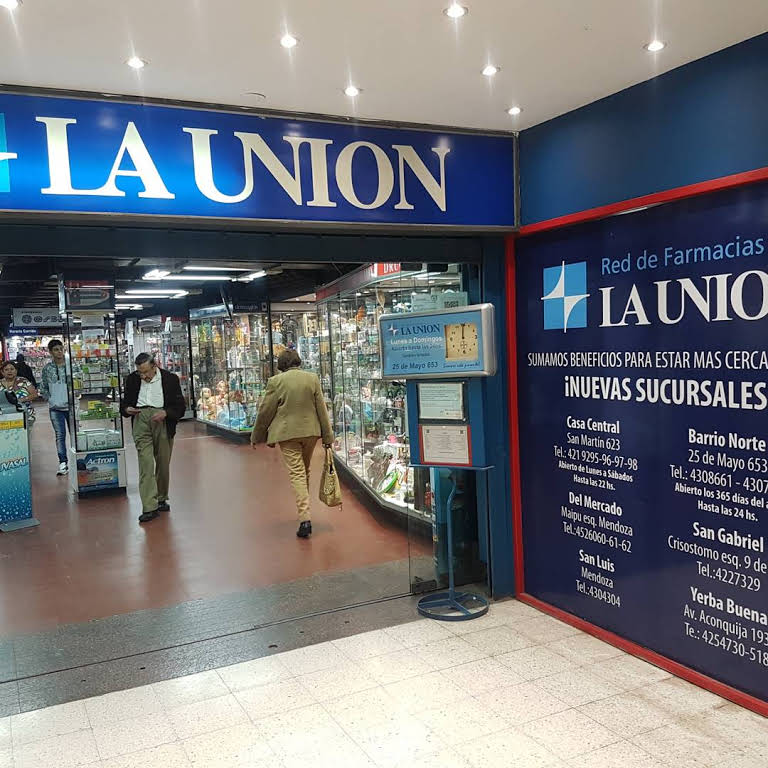 LA UNION
LA UNION
Lunes a Domingos
25 de Mayo 653
Actron
Red de Farmacias
LA UNIO
SUMAMOS BENEFICIOS PARA ESTAR MAS CERCA
¡NUEVAS SUCURSALES
Casa Central
San Martín 623
Tel.: 421 9295-96-97-98
Abierto de Lunes a Sábados
Hasta las 22 hs.
Del Mercado
Maipu esq. Mendoza
Tel.:4526060-61-62
San Luis
Mendoza
Tel.:4304304
Barrio Norte
25 de Mayo 653
Tel.: 4308661 - 4307
Abierto los 365 días del a
Hasta las 24 hs.
San Gabriel
Crisostomo esq. 9 de
Tel.:4227329
Yerba Buena
Av. Aconquija 193
Te.: 4254730-518